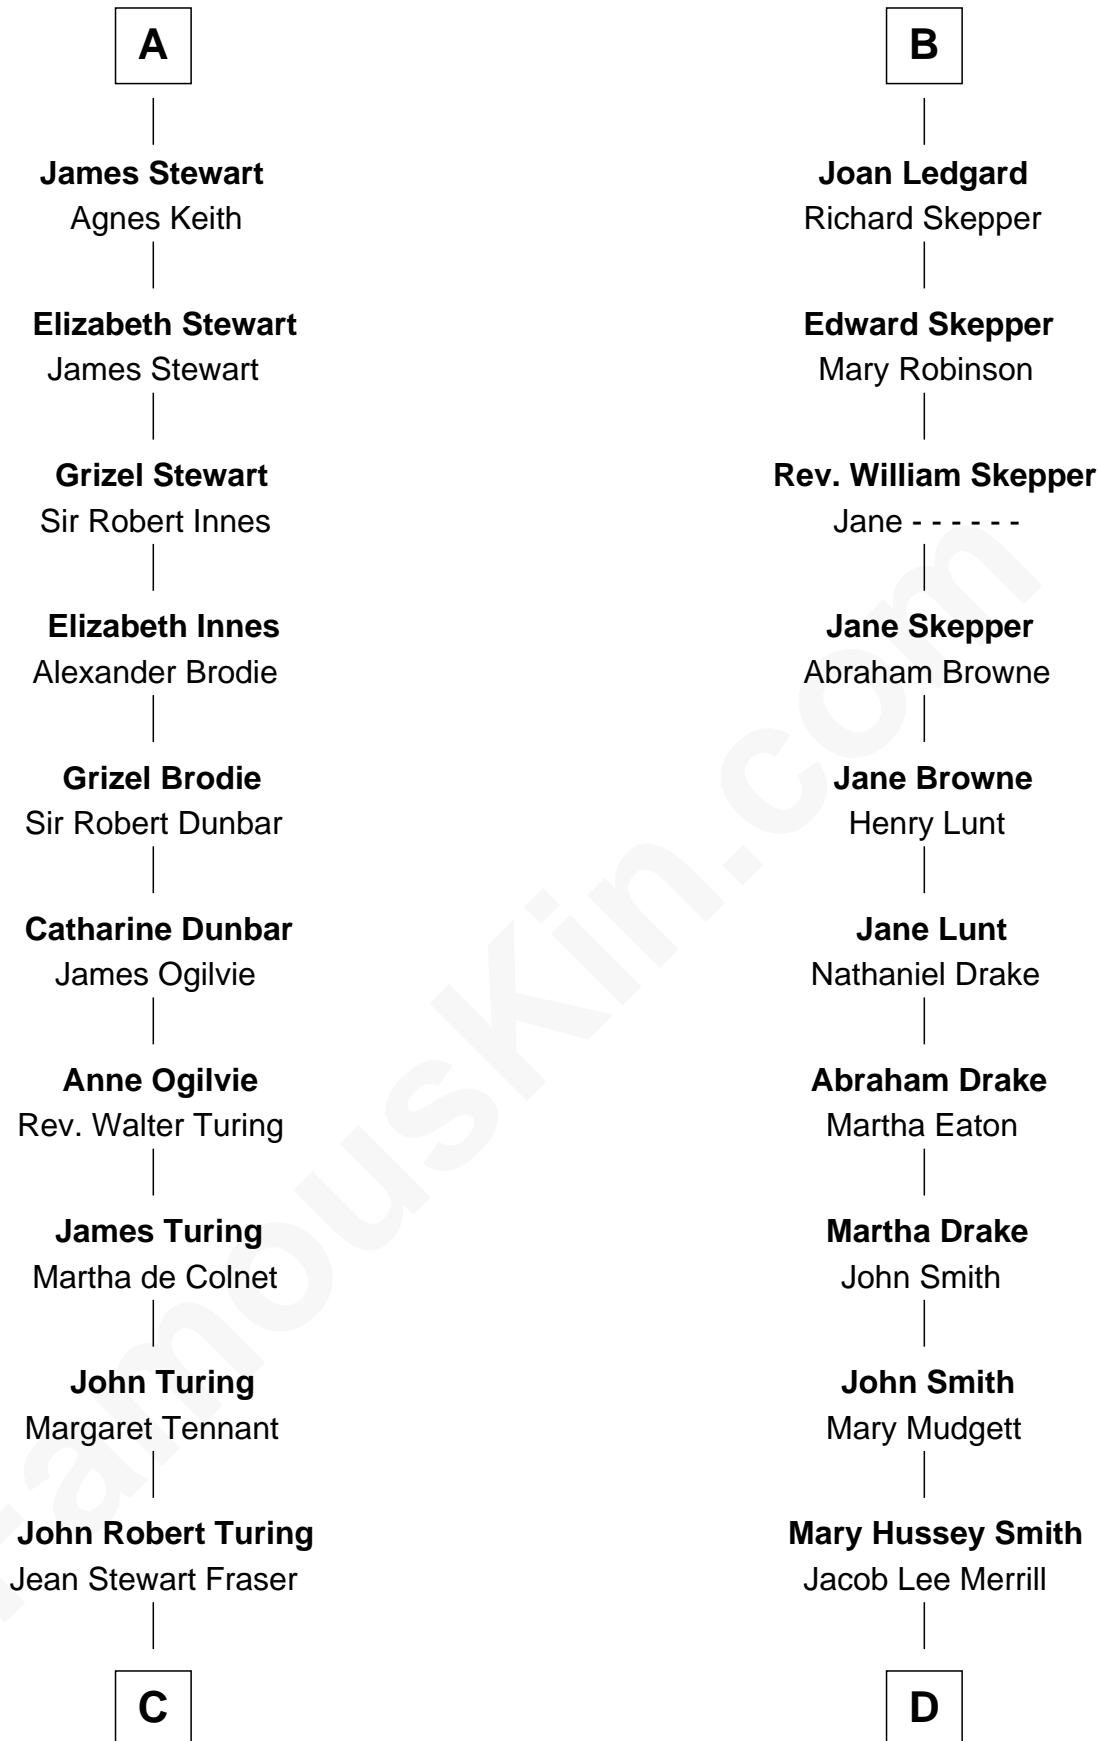 A
James Stewart
Agnes Keith
Elizabeth Stewart
James Stewart
Grizel Stewart
Sir Robert Innes
Elizabeth Innes
Alexander Brodie
Grizel Brodie
Sir Robert Dunbar
Catharine Dunbar
James Ogilvie
Anne Ogilvie
Rev. Walter Turing
James Turing
Martha de Colnet
John Turing
Margaret Tennant
John Robert Turing
Jean Stewart Fraser
C
B
Joan Ledgard
Richard Skepper
Edward Skepper
Mary Robinson
Rev. William Skepper
Jane - - - - - -
Jane Skepper
Abraham Browne
Jane Browne
Henry Lunt
Jane Lunt
Nathaniel Drake
Abraham Drake
Martha Eaton
Martha Drake
John Smith
John Smith
Mary Mudgett
Mary Hussey Smith
Jacob Lee Merrill
D
FamousKin.com